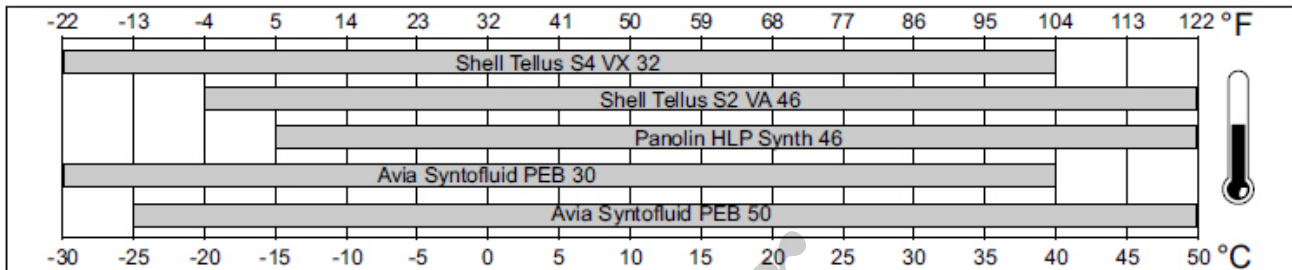 -22 -13 -4 5 14 23 32 41 50 59 68 77 86 95 104 113 122 °F
Shell Tellus S4 VX 32
Shell Tellus S2 VA 46
Panolin HLP Synth 46
Avia Syntofluid PEB 30
Avia Syntofluid PEB 50
-30 -25 -20 -15 -10 -5 0 5 10 15 20 25 30 35 40 45 50 °C